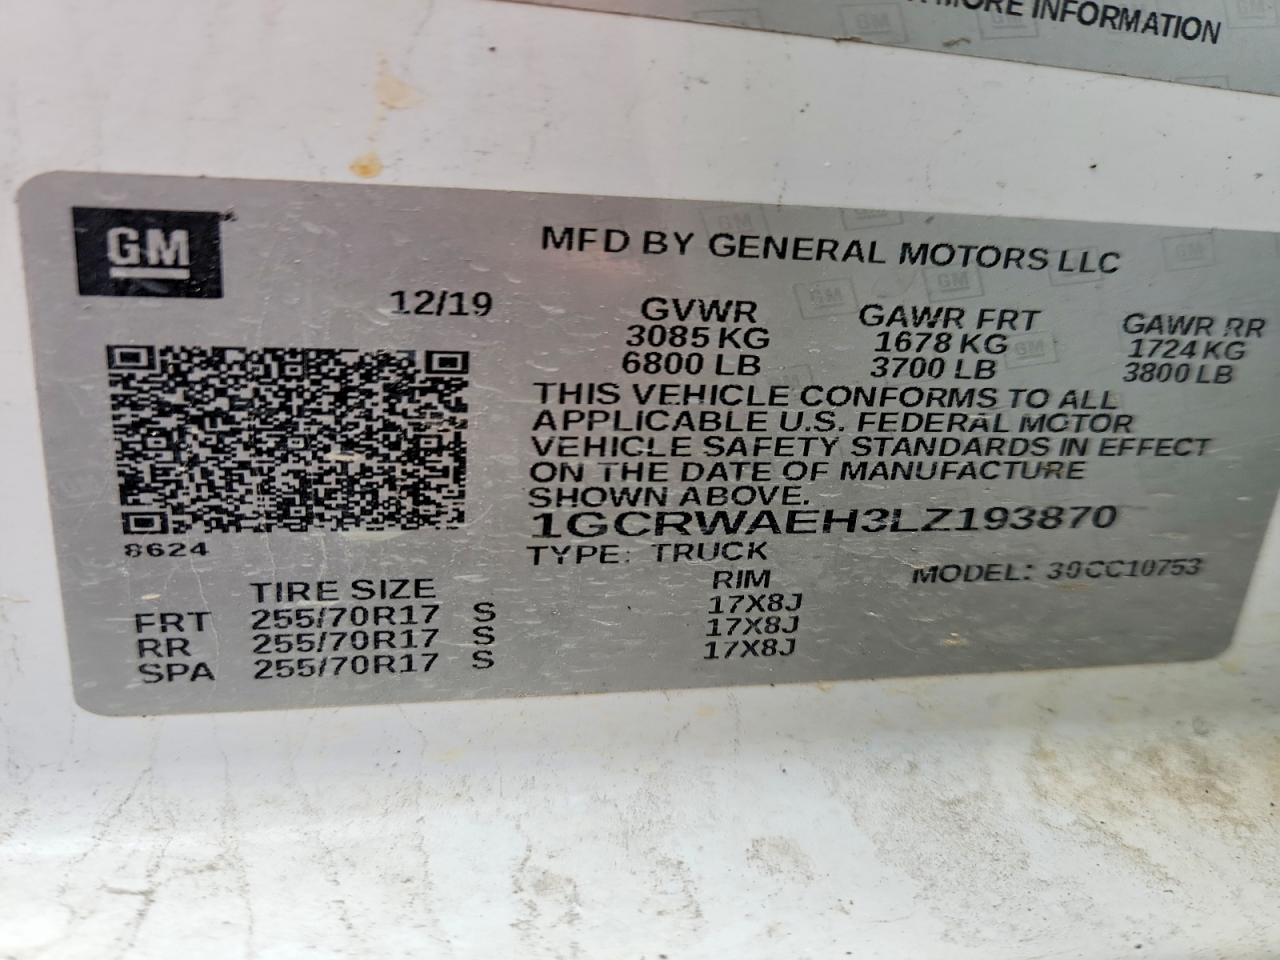 MORE INFORMATION
GM
MFD BY GENERAL MOTORS LLC
12/19
GVWR GAWR FRT GAWR RR
3085 KG 1678 KG 1724 KG
6800 LB 3700 LB 3800 LB
THIS VEHICLE CONFORMS TO ALL
APPLICABLE U.S. FEDERAL MOTOR
VEHICLE SAFETY STANDARDS IN EFFECT
ON THE DATE OF MANUFACTURE
SHOWN ABOVE.
1GCRWAEH3LZ193870
8624
TYPE: TRUCK MODEL: 30CC10753
TIRE SIZE RIM
FRT 255/70R17 S 17X8J
RR 255/70R17 S 17X8J
SPA 255/70R17 S 17X8J